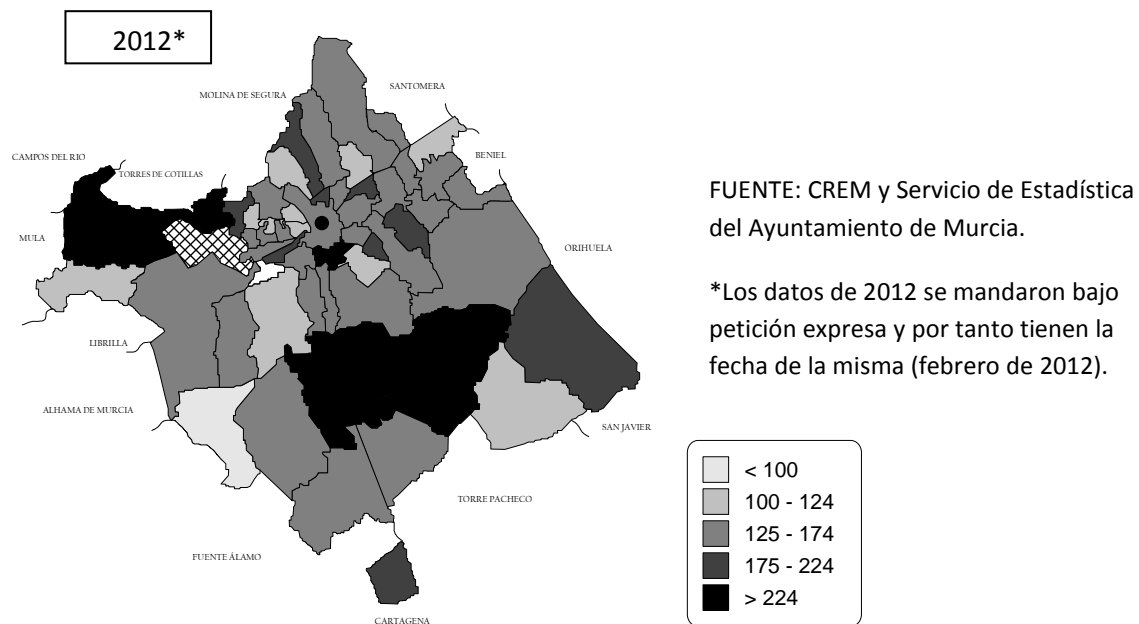 2012*
SANTOMERA
MOLINA DE SEGURA
BENIEL
CAMPOS DEL RIO
TORRES DE COTILLAS
MULA
ORIHUELA
LIBRILLA
ALHAMA DE MURCIA
SAN JAVIER
TORRE PACHECO
FUENTE ÁLAMO
CARTAGENA
FUENTE: CREM y Servicio de Estadística
del Ayuntamiento de Murcia.
*Los datos de 2012 se mandaron bajo
petición expresa y por tanto tienen la
fecha de la misma (febrero de 2012).
< 100
100 - 124
125 - 174
175 - 224
> 224